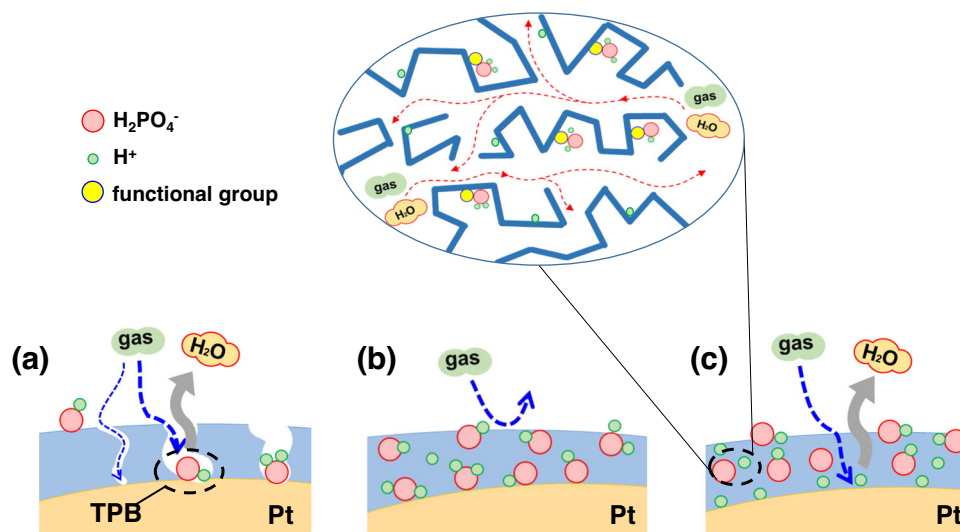 gas
H₂O
H₂PO₄⁻
H⁺
functional group
gas
H₂O
(a)
gas
H₂O
TPB
Pt
(b)
gas
Pt
(c)
gas
H₂O
Pt